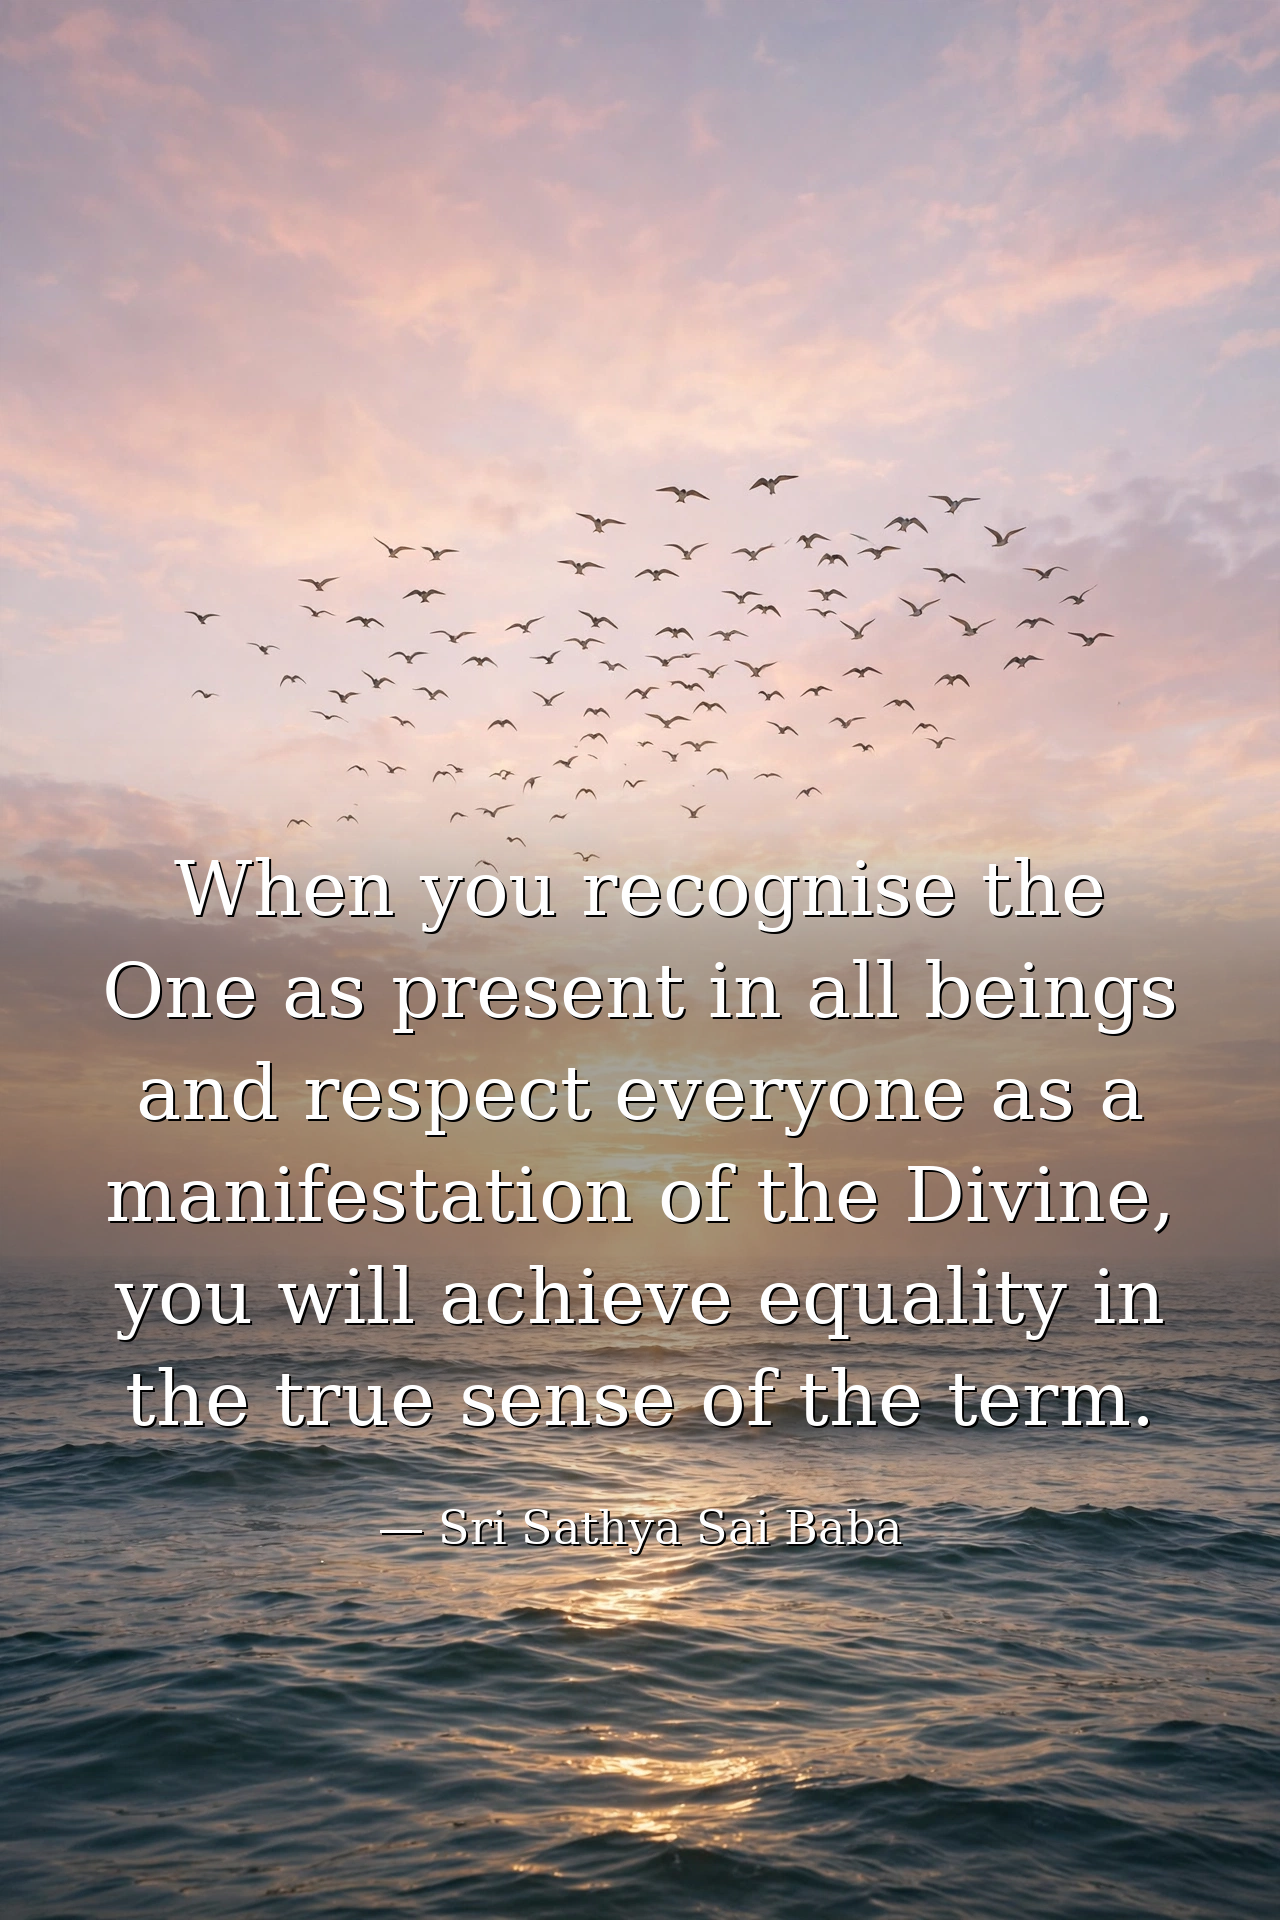 When you recognise the
One as present in all beings
and respect everyone as a
manifestation of the Divine,
you will achieve equality in
the true sense of the term.
— Sri Sathya Sai Baba